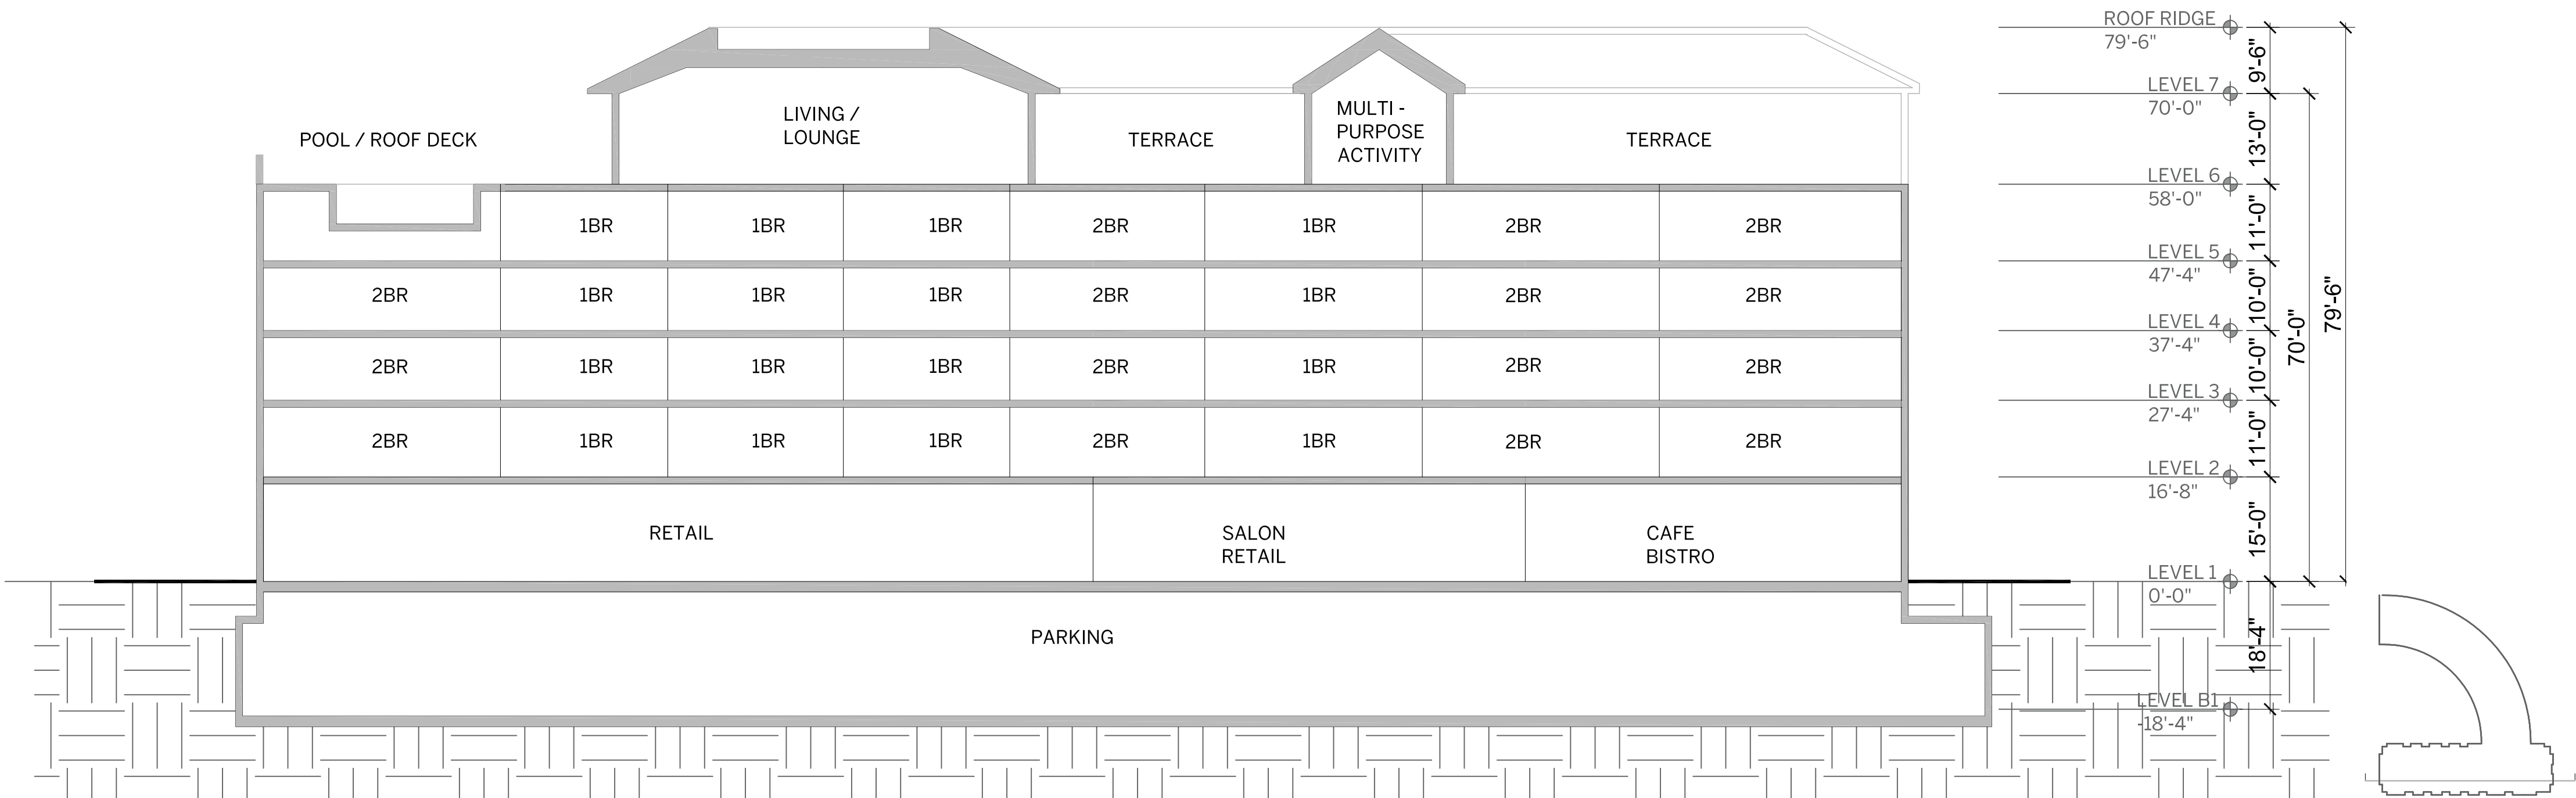 ROOF RIDGE
79'-6"
9'-6"
LEVEL 7
70'-0"
LIVING /
LOUNGE
MULTI -
PURPOSE
ACTIVITY
POOL / ROOF DECK
TERRACE
TERRACE
13'-0"
LEVEL 6
58'-0"
1BR 1BR 1BR 2BR 1BR 2BR 2BR
11'-0"
LEVEL 5
47'-4"
2BR 1BR 1BR 1BR 2BR 1BR 2BR 2BR
10'-0"
79'-6"
LEVEL 4
37'-4"
70'-0"
2BR 1BR 1BR 1BR 2BR 1BR 2BR 2BR
10'-0"
LEVEL 3
27'-4"
2BR 1BR 1BR 1BR 2BR 1BR 2BR 2BR
11'-0"
LEVEL 2
16'-8"
RETAIL
SALON
RETAIL
CAFE
BISTRO
15'-0"
LEVEL 1
0'-0"
PARKING
18'-4"
LEVEL B1
-18'-4"